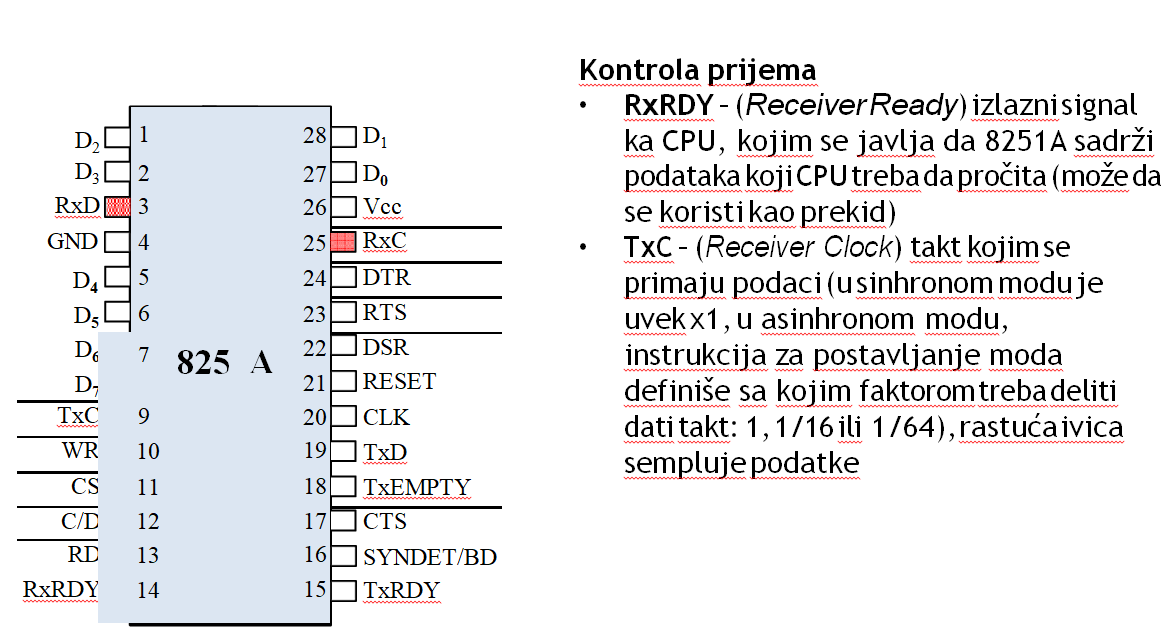 Kontrola prijema
• RxRDY – (Receiver Ready) izlazni signal
ka CPU, kojim se javlja da 8251A sadrži
podataka koji CPU treba da pročita (može da
se koristi kao prekid)
• TxC – (Receiver Clock) takt kojim se
primaju podaci (u sinhronom modu je
uvek x1, u asinhronom modu,
instrukcija za postavljanje moda
definiše sa kojim faktorom treba deliti
dati takt: 1, 1/16 ili 1/64), rastuća ivica
sempluje podatke
D2 1 28 D1
D3 2 27 D0
RxD 3 26 Vcc
GND 4 25 RxC
D4 5 24 DTR
D5 6 23 RTS
D6 7 825 A 22 DSR
D7 21 RESET
TxC 9 20 CLK
WR 10 19 TxD
CS 11 18 TxEMPTY
C/D 12 17 CTS
RD 13 16 SYNDET/BD
RxRDY 14 15 TxRDY